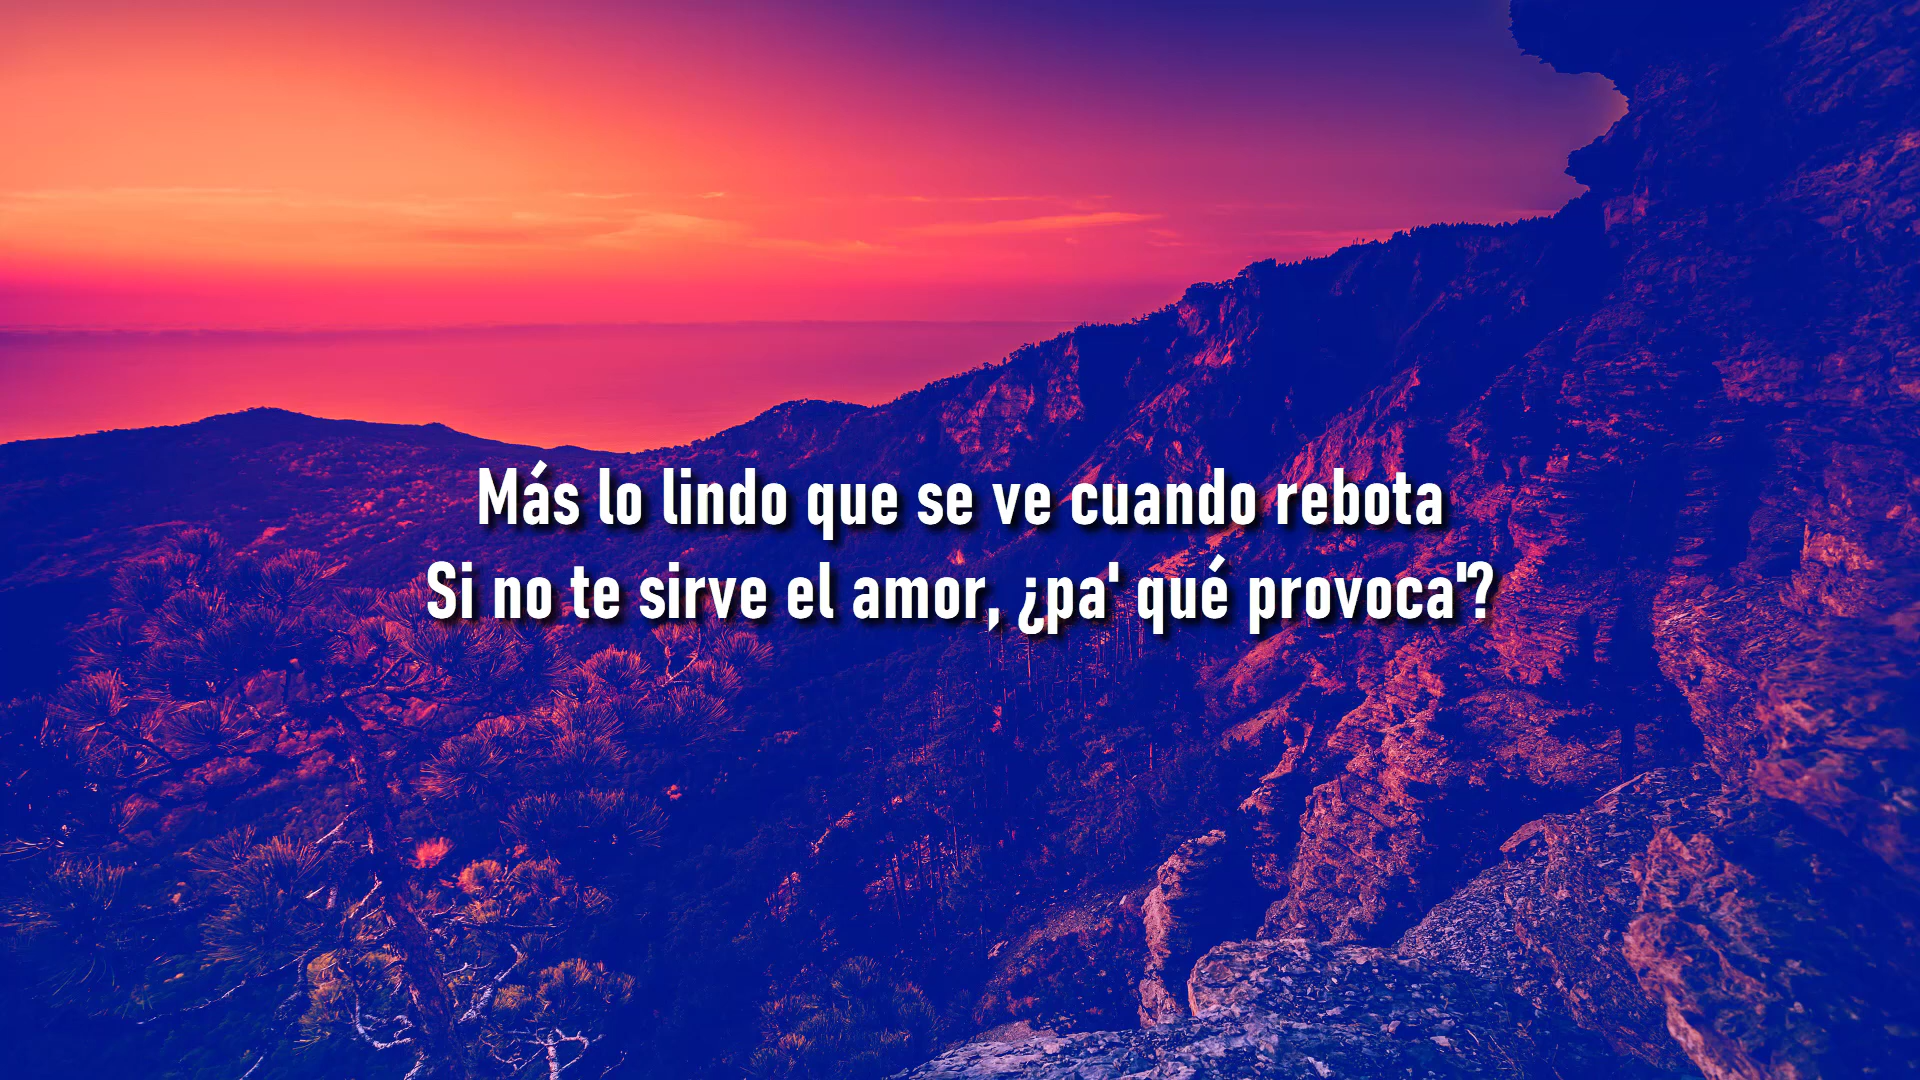 Más lo lindo que se ve cuando rebota
Si no te sirve el amor, ¿pa' qué provoca'?